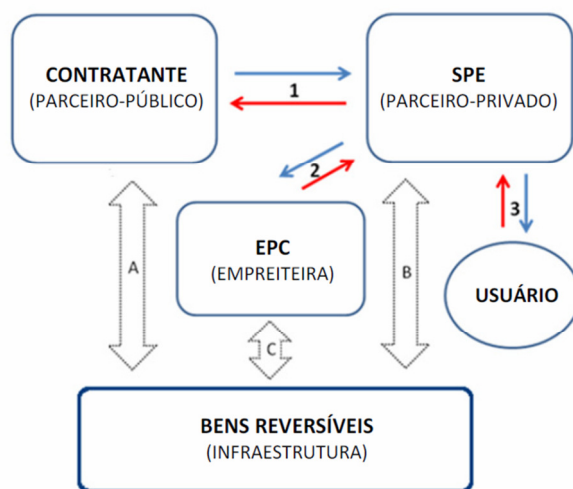 CONTRATANTE
(PARCEIRO-PÚBLICO)
1
SPE
(PARCEIRO-PRIVADO)
2
3
A
EPC
(EMPREITEIRA)
B
USUÁRIO
C
BENS REVERSÍVEIS
(INFRAESTRUTURA)